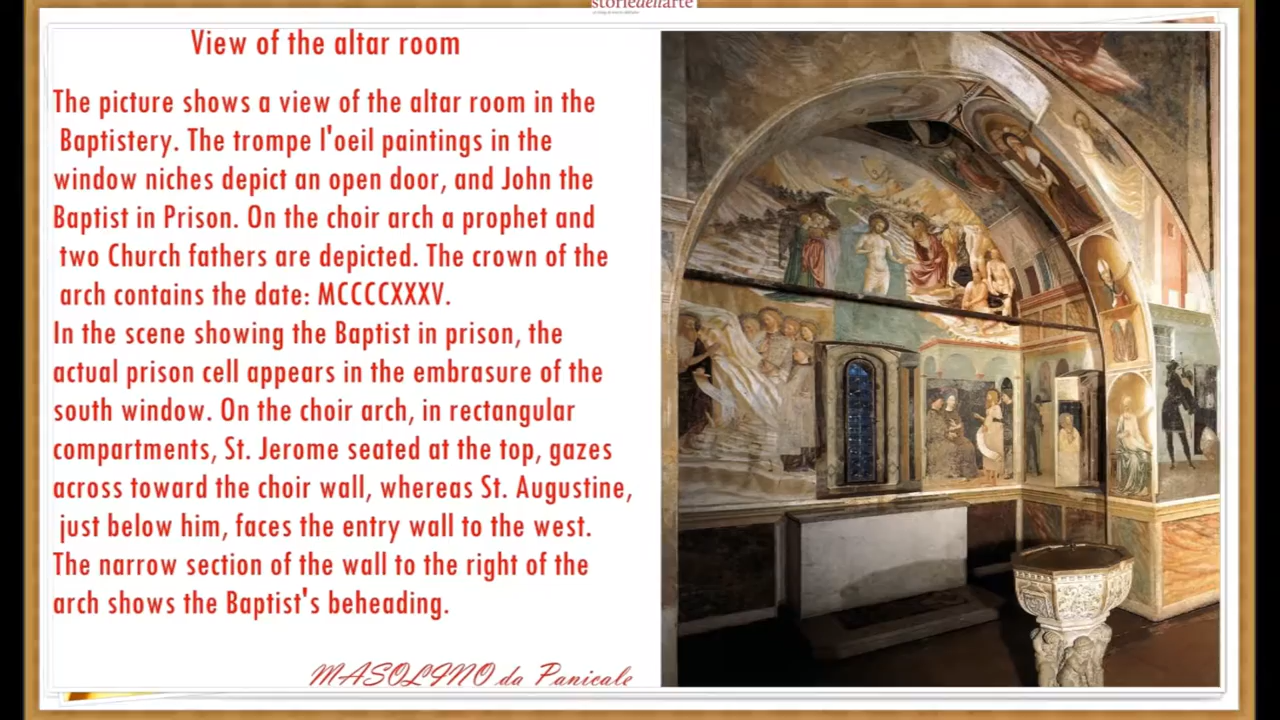 storiedellarte
View of the altar room
The picture shows a view of the altar room in the
Baptistery. The trompe l'oeil paintings in the
window niches depict an open door, and John the
Baptist in Prison. On the choir arch a prophet and
two Church fathers are depicted. The crown of the
arch contains the date: MCCCCXXXV.
In the scene showing the Baptist in prison, the
actual prison cell appears in the embrasure of the
south window. On the choir arch, in rectangular
compartments, St. Jerome seated at the top, gazes
across toward the choir wall, whereas St. Augustine,
just below him, faces the entry wall to the west.
The narrow section of the wall to the right of the
arch shows the Baptist's beheading.
MASOLINO da Panicale